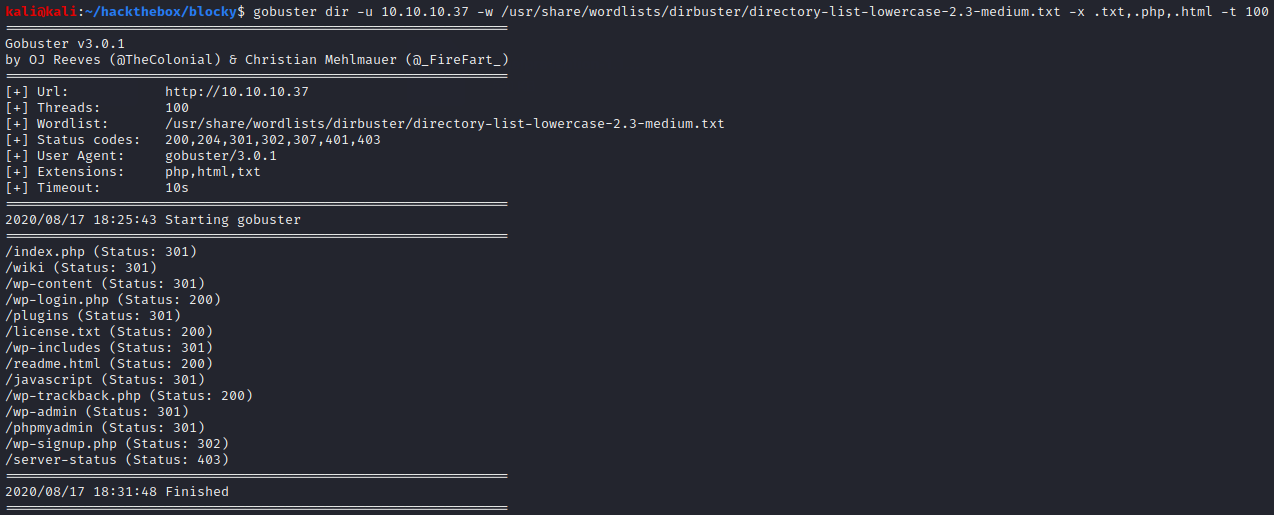 kali@kali:~/hackthebox/blocky$ gobuster dir -u 10.10.10.37 -w /usr/share/wordlists/dirbuster/directory-list-lowercase-2.3-medium.txt -x .txt,.php,.html -t 100
===============================================================
Gobuster v3.0.1
by OJ Reeves (@TheColonial) & Christian Mehlmauer (@_FireFart_)
===============================================================
[+] Url:            http://10.10.10.37
[+] Threads:        100
[+] Wordlist:       /usr/share/wordlists/dirbuster/directory-list-lowercase-2.3-medium.txt
[+] Status codes:   200,204,301,302,307,401,403
[+] User Agent:     gobuster/3.0.1
[+] Extensions:     php,html,txt
[+] Timeout:        10s
===============================================================
2020/08/17 18:25:43 Starting gobuster
===============================================================
/index.php (Status: 301)
/wiki (Status: 301)
/wp-content (Status: 301)
/wp-login.php (Status: 200)
/plugins (Status: 301)
/license.txt (Status: 200)
/wp-includes (Status: 301)
/readme.html (Status: 200)
/javascript (Status: 301)
/wp-trackback.php (Status: 200)
/wp-admin (Status: 301)
/phpmyadmin (Status: 301)
/wp-signup.php (Status: 302)
/server-status (Status: 403)
===============================================================
2020/08/17 18:31:48 Finished
===============================================================